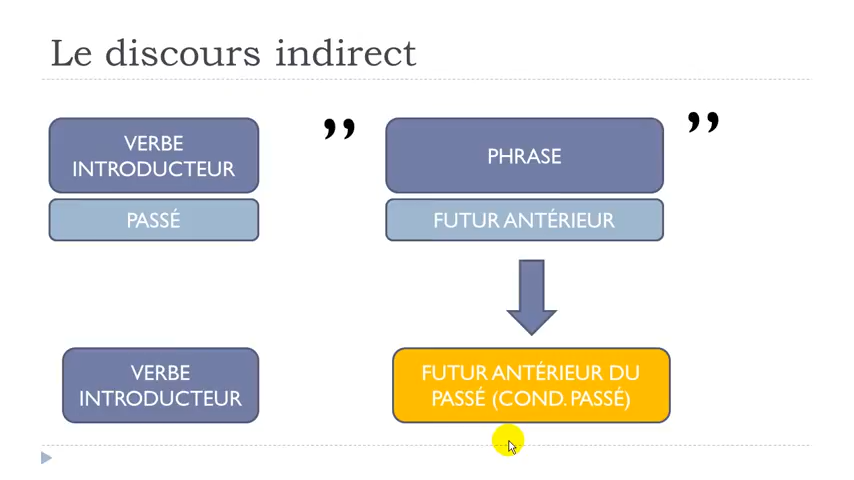 Le discours indirect
VERBE
INTRODUCTEUR
’’
PHRASE
’’
PASSÉ
FUTUR ANTÉRIEUR
VERBE
INTRODUCTEUR
FUTUR ANTÉRIEUR DU
PASSÉ (COND. PASSÉ)